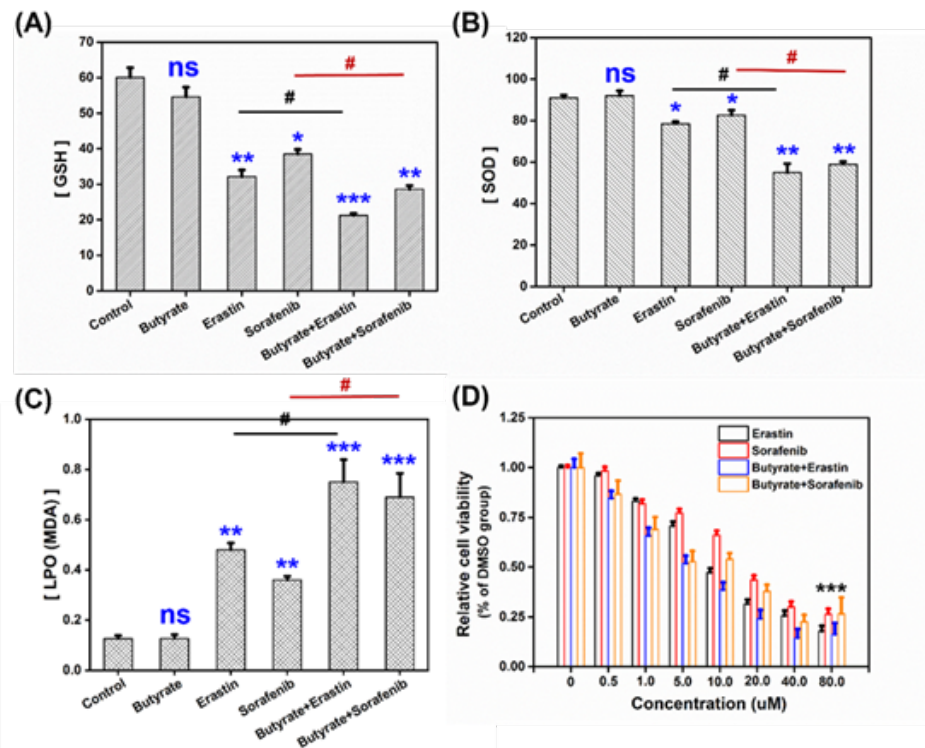 (A)
70
60
50
40
30
20
10
0
[ GSH ]
ns
**
*
***
**
#
#
Control
Butyrate
Erastin
Sorafenib
Butyrate+Erastin
Butyrate+Sorafenib
(B)
120
100
80
60
40
20
0
[ SOD ]
ns
*
*
**
**
#
#
Control
Butyrate
Erastin
Sorafenib
Butyrate+Erastin
Butyrate+Sorafenib
(C)
1.0
0.8
0.6
0.4
0.2
0.0
[ LPO (MDA) ]
ns
**
**
***
***
#
#
Control
Butyrate
Erastin
Sorafenib
Butyrate+Erastin
Butyrate+Sorafenib
(D)
1.25
1.00
0.75
0.50
0.25
0.00
Relative cell viability
(% of DMSO group)
Erastin
Sorafenib
Butyrate+Erastin
Butyrate+Sorafenib
***
0 0.5 1.0 5.0 10.0 20.0 40.0 80.0
Concentration (uM)